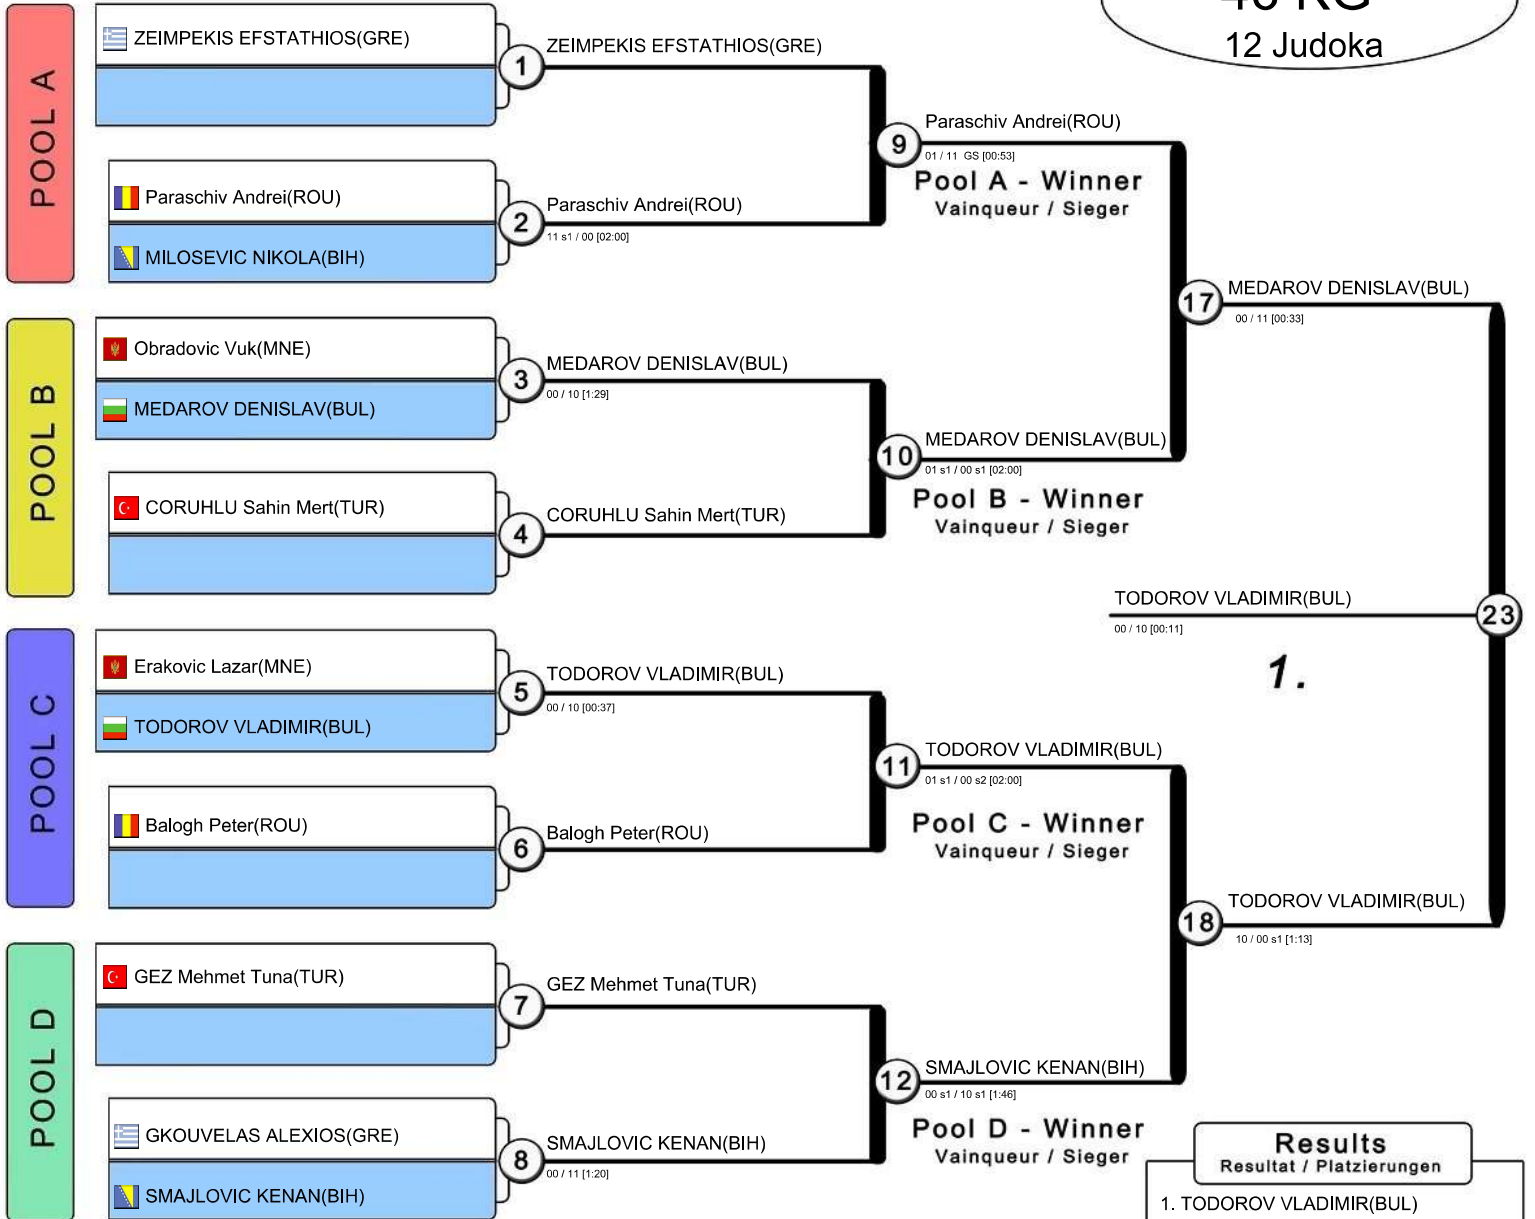 46 KG
12 Judoka
POOL A
ZEIMPEKIS EFSTATHIOS(GRE)
1
ZEIMPEKIS EFSTATHIOS(GRE)
Paraschiv Andrei(ROU)
MILOSEVIC NIKOLA(BIH)
2
Paraschiv Andrei(ROU)
11 s1 / 00 [02:00]
9
Paraschiv Andrei(ROU)
01 / 11 GS [00:53]
Pool A - Winner
Vainqueur / Sieger
POOL B
Obradovic Vuk(MNE)
MEDAROV DENISLAV(BUL)
3
MEDAROV DENISLAV(BUL)
00 / 10 [1:29]
CORUHLU Sahin Mert(TUR)
4
CORUHLU Sahin Mert(TUR)
10
MEDAROV DENISLAV(BUL)
01 s1 / 00 s1 [02:00]
Pool B - Winner
Vainqueur / Sieger
17
MEDAROV DENISLAV(BUL)
00 / 11 [00:33]
POOL C
Erakovic Lazar(MNE)
TODOROV VLADIMIR(BUL)
5
TODOROV VLADIMIR(BUL)
00 / 10 [00:37]
Balogh Peter(ROU)
6
Balogh Peter(ROU)
11
TODOROV VLADIMIR(BUL)
01 s1 / 00 s2 [02:00]
Pool C - Winner
Vainqueur / Sieger
POOL D
GEZ Mehmet Tuna(TUR)
7
GEZ Mehmet Tuna(TUR)
GKOUVELAS ALEXIOS(GRE)
SMAJLOVIC KENAN(BIH)
8
SMAJLOVIC KENAN(BIH)
00 / 11 [1:20]
12
SMAJLOVIC KENAN(BIH)
00 s1 / 10 s1 [1:46]
Pool D - Winner
Vainqueur / Sieger
18
TODOROV VLADIMIR(BUL)
10 / 00 s1 [1:13]
23
TODOROV VLADIMIR(BUL)
00 / 10 [00:11]
1.
Results
Resultat / Platzierungen
1. TODOROV VLADIMIR(BUL)